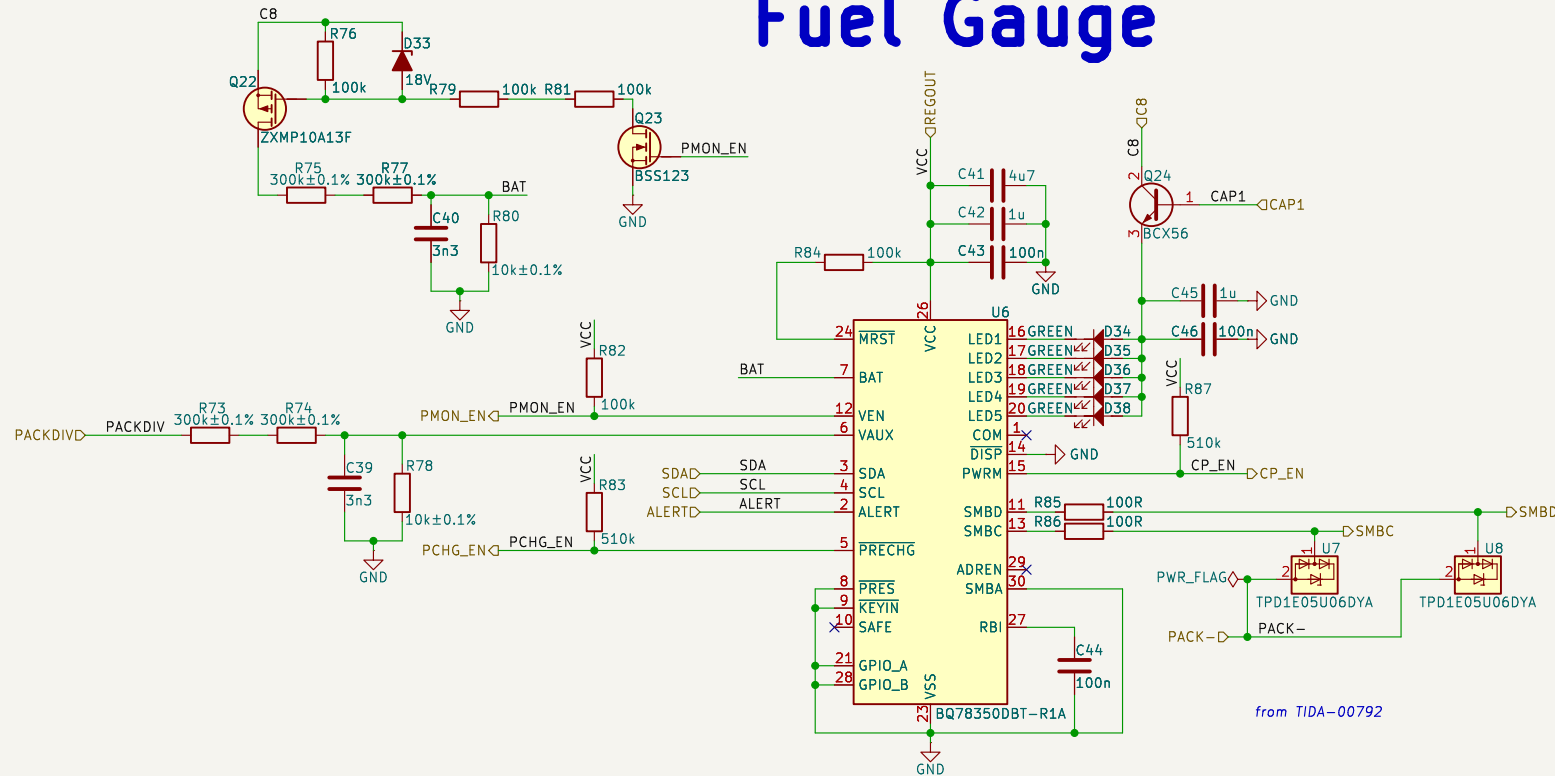 Fuel Gauge
C8
R76
100k
D33
18V
Q22
ZXMP10A13F
R79
100k
R81
100k
Q23
BSS123
PMON_EN
GND
R75
300k±0.1%
R77
300k±0.1%
BAT
C40
3n3
R80
10k±0.1%
GND
REGOUT
VCC
C41
4u7
C42
1u
C43
100n
GND
R84
100k
C8
C8
Q24
BCX56
2
1
3
CAP1
CAP1
C45
1u
GND
C46
100n
GND
VCC
R87
510k
CP_EN
CP_EN
VCC
R82
100k
PMON_EN
PMON_EN
BAT
PACKDIV
PACKDIV
R73
300k±0.1%
R74
300k±0.1%
C39
3n3
R78
10k±0.1%
GND
SDA
SDA
SCL
SCL
ALERT
ALERT
VCC
R83
510k
PCHG_EN
PCHG_EN
U6
26
VCC
24
MRST
7
BAT
12
VEN
6
VAUX
3
SDA
4
SCL
2
ALERT
5
PRECHG
8
PRES
9
KEYIN
10
SAFE
21
GPIO_A
28
GPIO_B
VSS
23
BQ78350DBT-R1A
GND
LED1
16
GREEN
D34
LED2
17
GREEN
D35
LED3
18
GREEN
D36
LED4
19
GREEN
D37
LED5
20
GREEN
D38
COM
1
DISP
14
GND
PWRM
15
SMBD
11
R85
100R
SMBD
SMBC
13
R86
100R
SMBC
ADREN
29
SMBA
30
RBI
27
C44
100n
U7
1
2
TPD1E05U06DYA
U8
1
2
TPD1E05U06DYA
PWR_FLAG
PACK-
PACK-
from TIDA-00792